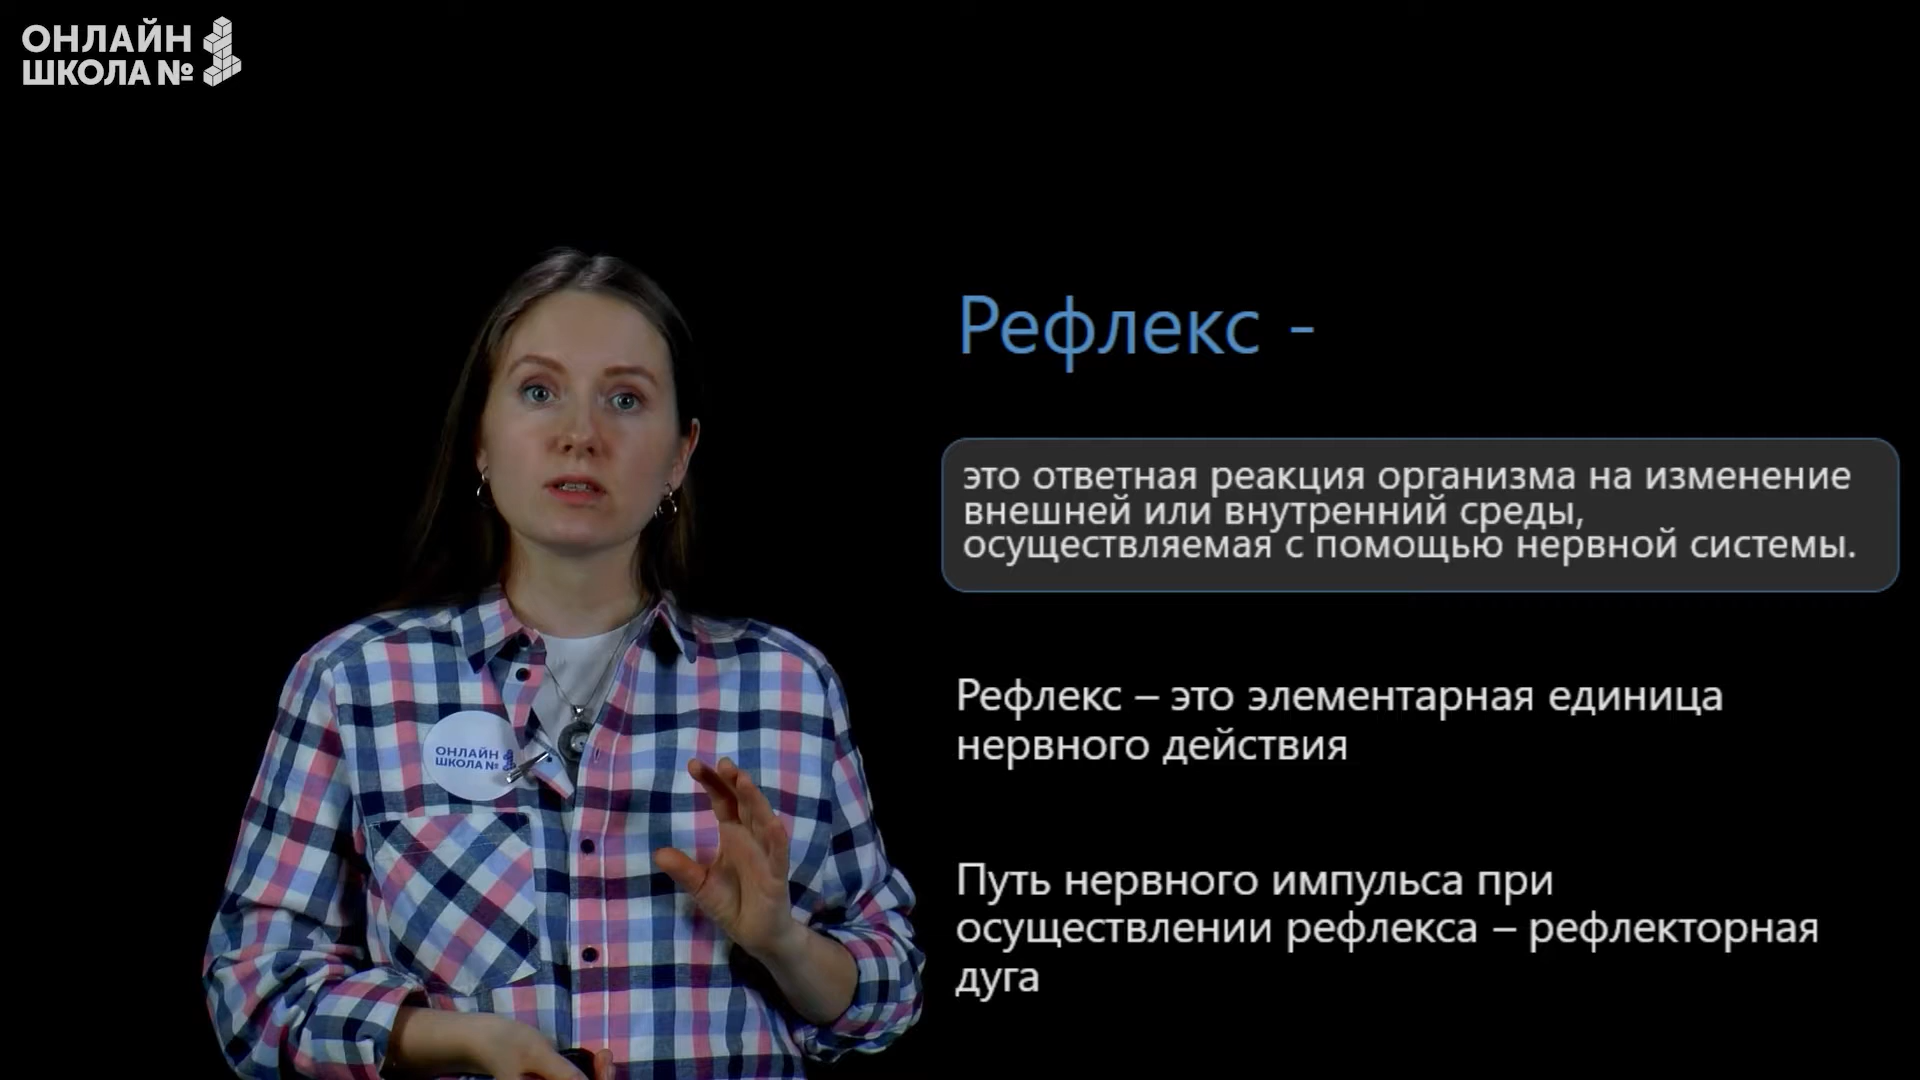 ОНЛАЙН
ШКОЛА №
Рефлекс -
это ответная реакция организма на изменение
внешней или внутренний среды,
осуществляемая с помощью нервной системы.
Рефлекс – это элементарная единица
нервного действия
Путь нервного импульса при
осуществлении рефлекса – рефлекторная
дуга
ОНЛАЙН
ШКОЛА №